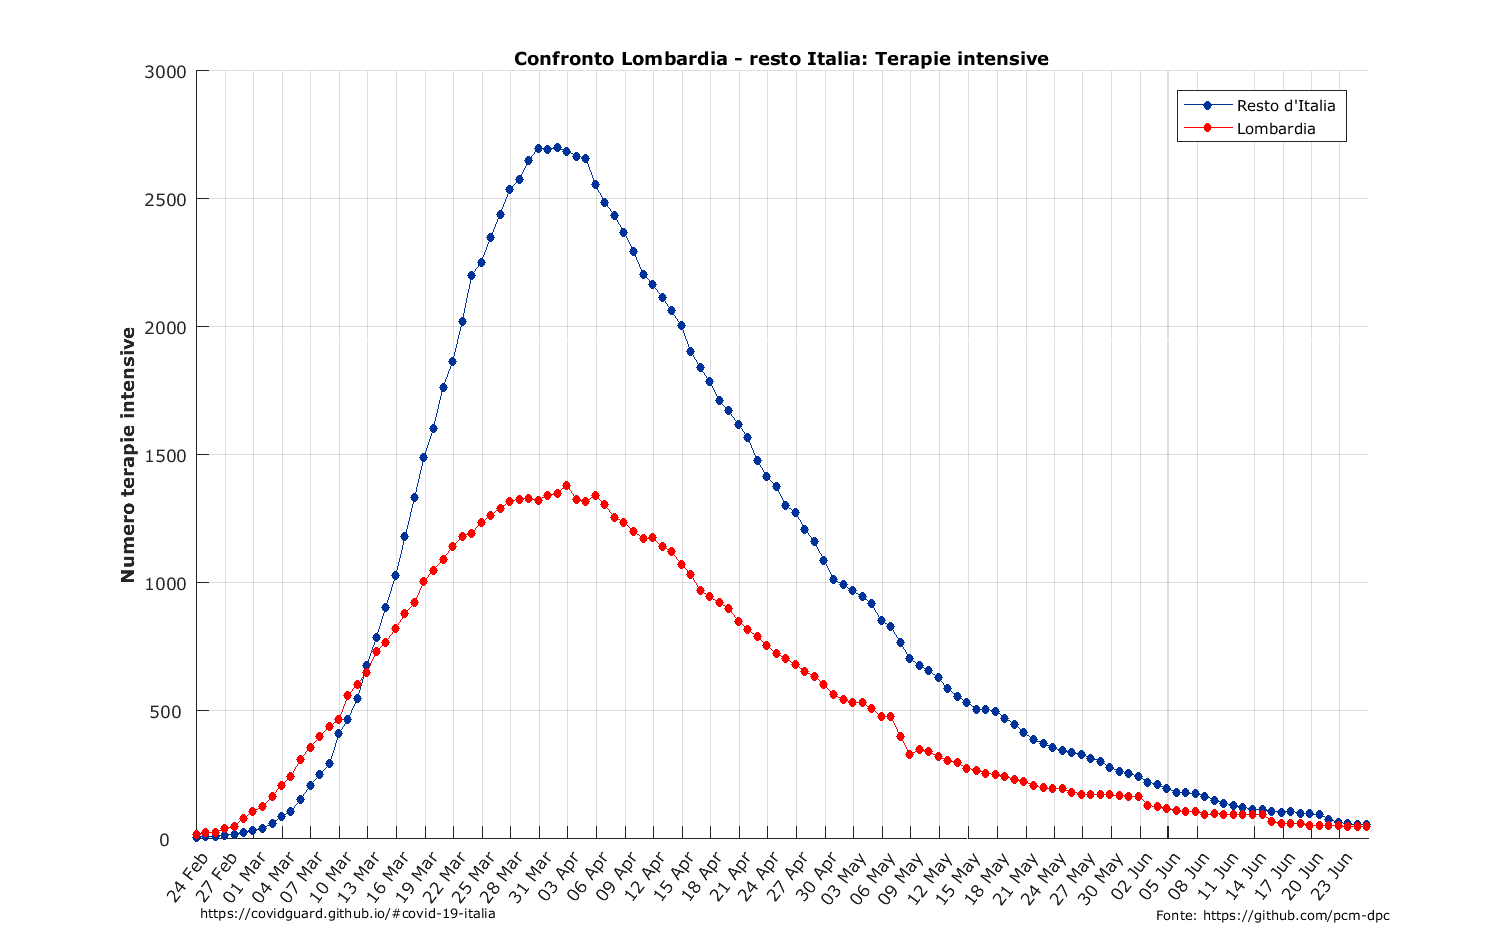 Confronto Lombardia - resto Italia: Terapie intensive
Resto d'Italia
Lombardia
Numero terapie intensive
3000
2500
2000
1500
1000
500
0
24 Feb
27 Feb
01 Mar
04 Mar
07 Mar
10 Mar
13 Mar
16 Mar
19 Mar
22 Mar
25 Mar
28 Mar
31 Mar
03 Apr
06 Apr
09 Apr
12 Apr
15 Apr
18 Apr
21 Apr
24 Apr
27 Apr
30 Apr
03 May
06 May
09 May
12 May
15 May
18 May
21 May
24 May
27 May
30 May
02 Jun
05 Jun
08 Jun
11 Jun
14 Jun
17 Jun
20 Jun
23 Jun
https://covidguard.github.io/#covid-19-italia
Fonte: https://github.com/pcm-dpc